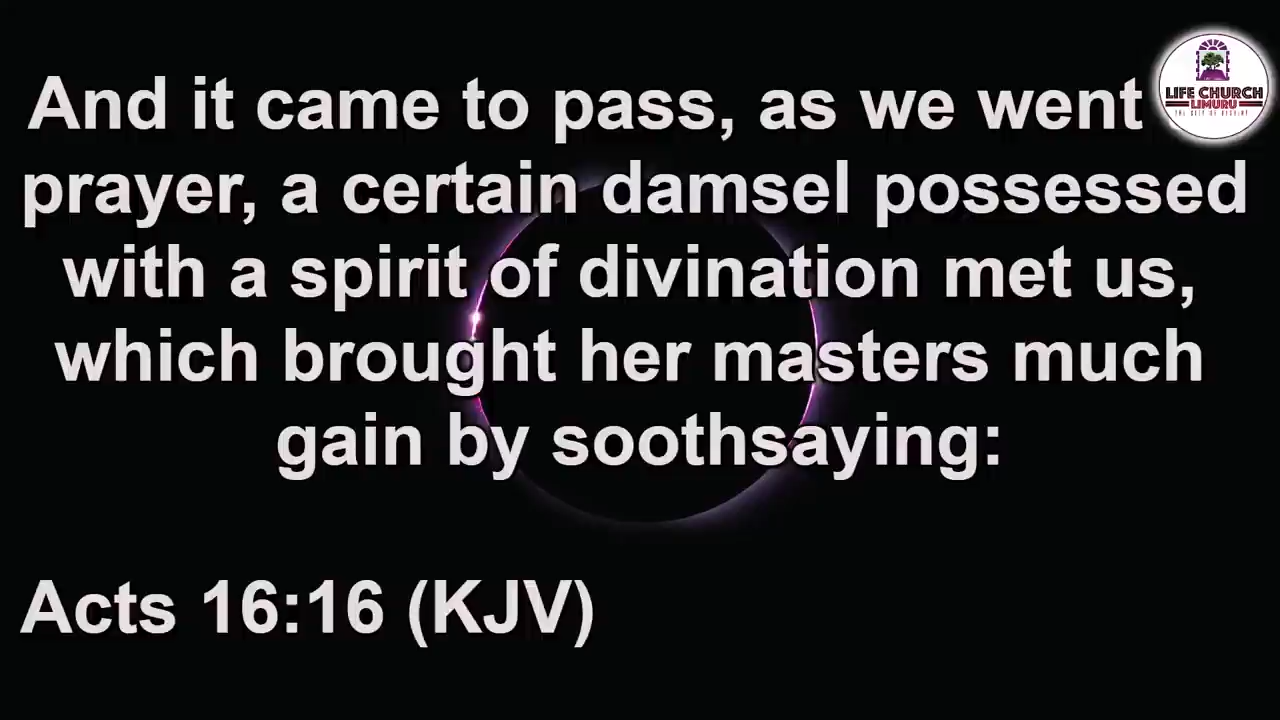 And it came to pass, as we went
prayer, a certain damsel possessed
with a spirit of divination met us,
which brought her masters much
gain by soothsaying:
Acts 16:16 (KJV)
LIFE CHURCH
LIMURU